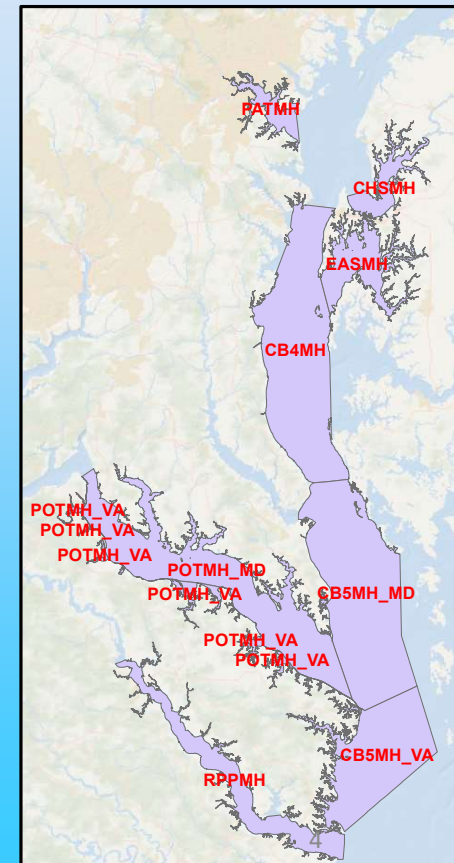 PATMH
CHSMH
EASMH
CB4MH
POTMH_VA
POTMH_VA
POTMH_VA
POTMH_MD
POTMH_VA
CB5MH_MD
POTMH_VA
POTMH_VA
CB5MH_VA
RPPMH
4